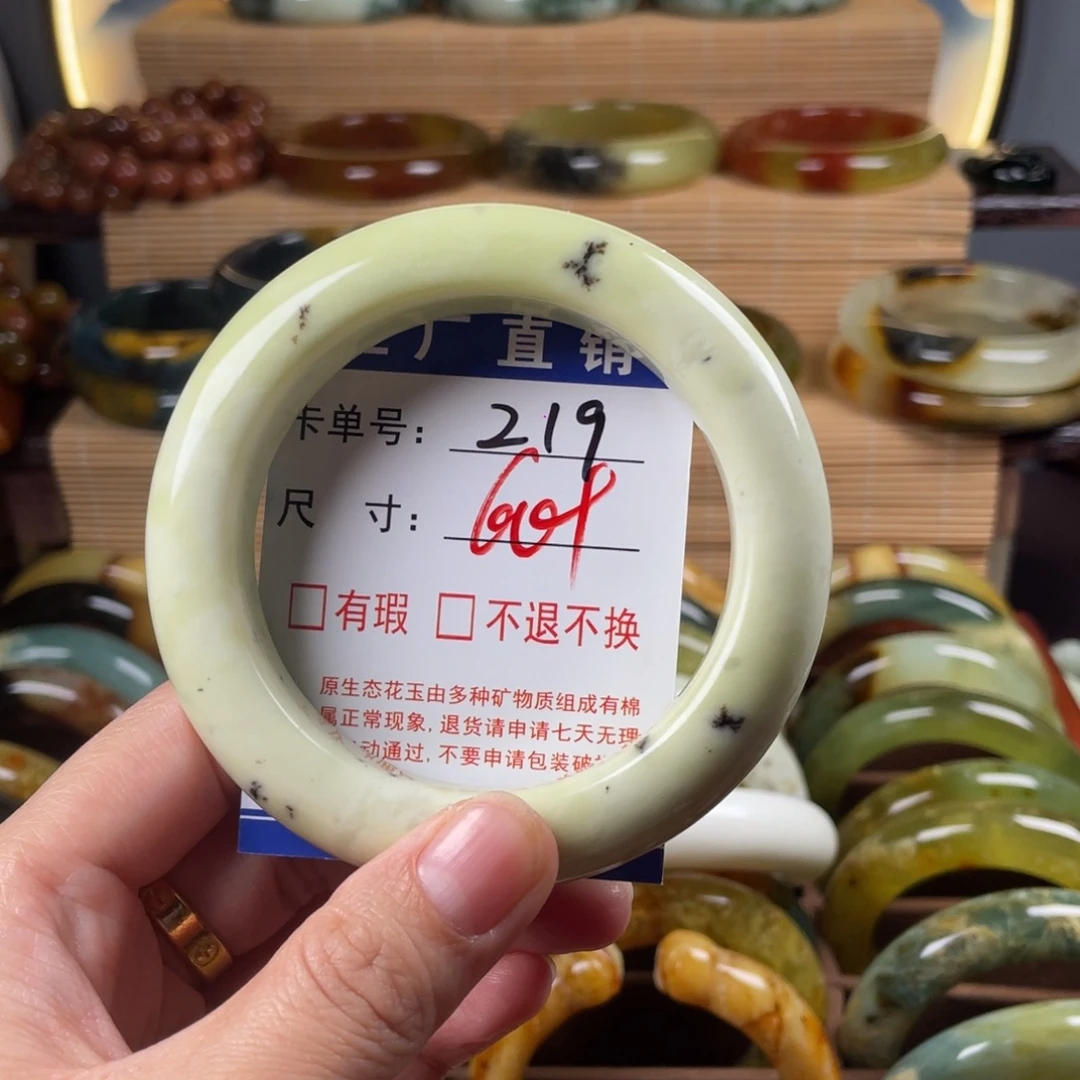 厂直销
卡单号: 219
尺 寸:
□有瑕 □不退不换
原生态花玉由多种矿物质组成有棉
属正常现象,退货请申请七天无理
动通过,不要申请包装破